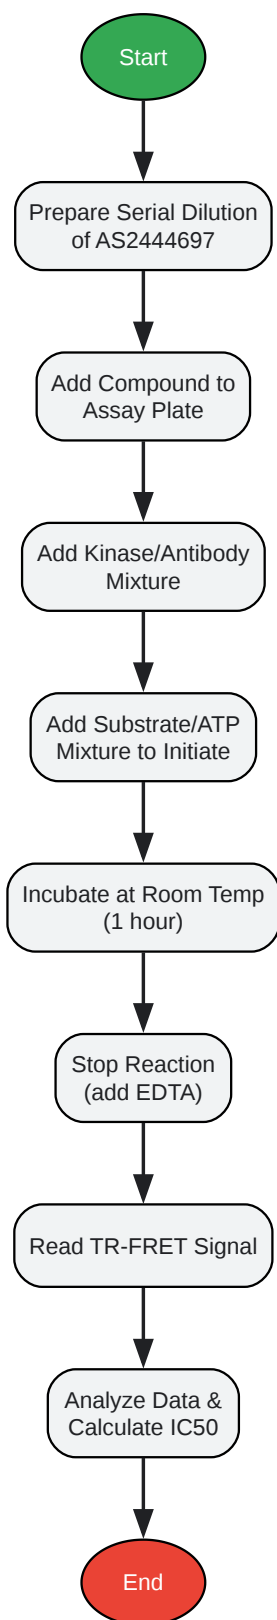 Start
Prepare Serial Dilution
of AS2444697
Add Compound to
Assay Plate
Add Kinase/Antibody
Mixture
Add Substrate/ATP
Mixture to Initiate
Incubate at Room Temp
(1 hour)
Stop Reaction
(add EDTA)
Read TR-FRET Signal
Analyze Data &
Calculate IC50
End